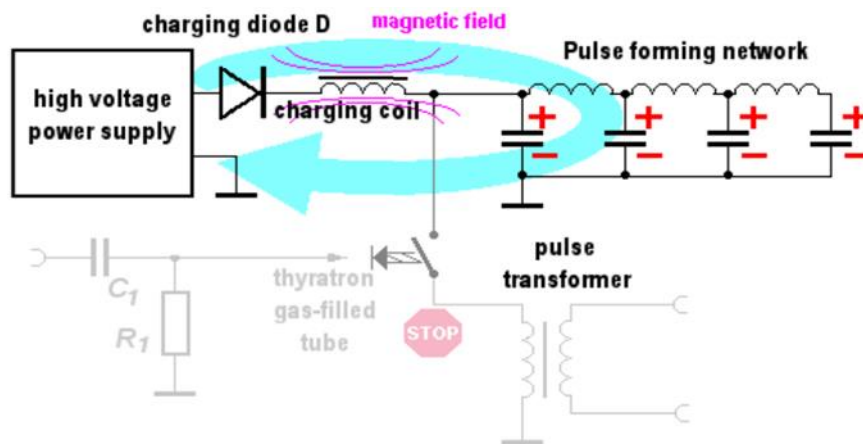 charging diode D
magnetic field
Pulse forming network
high voltage
power supply
charging coil
+ + + +
− − − −
pulse
transformer
thyratron
gas-filled
tube
C1
R1
STOP